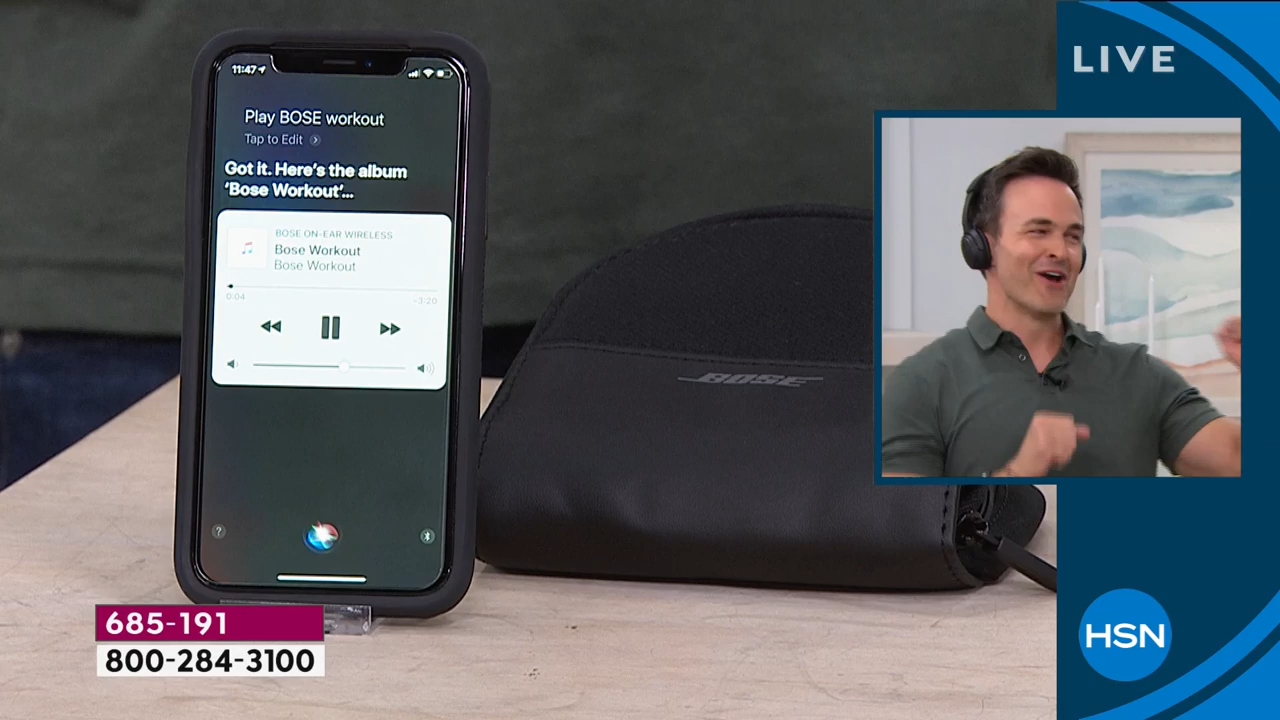 11:47
Play BOSE workout
Tap to Edit
Got it. Here's the album
'Bose Workout'...
BOSE ON-EAR WIRELESS
Bose Workout
Bose Workout
0:04
-3:20
?
BOSE
LIVE
HSN
685-191
800-284-3100